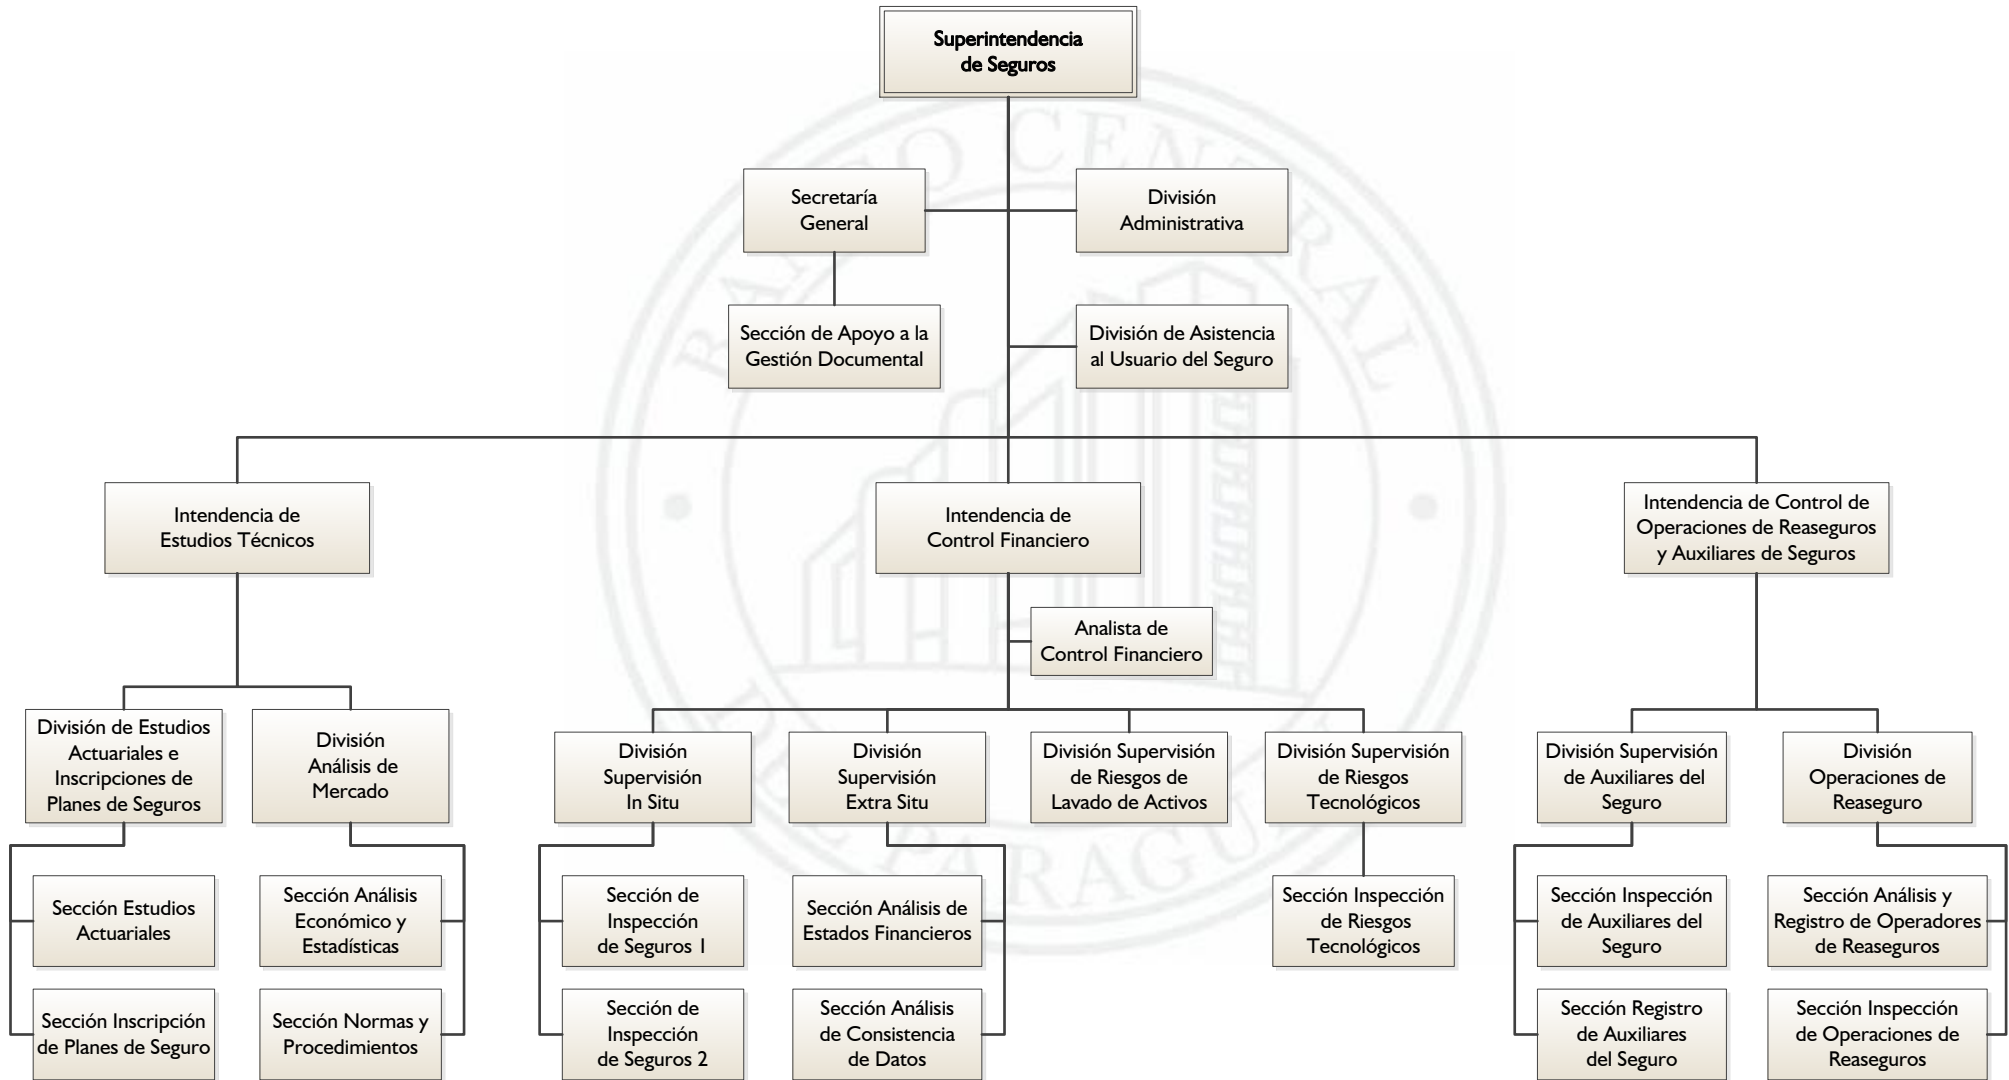 Superintendencia
de Seguros
Secretaría
General
División
Administrativa
Sección de Apoyo a la
Gestión Documental
División de Asistencia
al Usuario del Seguro
Intendencia de
Estudios Técnicos
Intendencia de
Control Financiero
Intendencia de Control de
Operaciones de Reaseguros
y Auxiliares de Seguros
Analista de
Control Financiero
División de Estudios
Actuariales e
Inscripciones de
Planes de Seguros
División
Análisis de
Mercado
División
Supervisión
In Situ
División
Supervisión
Extra Situ
División Supervisión
de Riesgos de
Lavado de Activos
División Supervisión
de Riesgos
Tecnológicos
División Supervisión
de Auxiliares del
Seguro
División
Operaciones de
Reaseguro
Sección Estudios
Actuariales
Sección Análisis
Económico y
Estadísticas
Sección de
Inspección
de Seguros 1
Sección Análisis de
Estados Financieros
Sección Inspección
de Riesgos
Tecnológicos
Sección Inspección
de Auxiliares del
Seguro
Sección Análisis y
Registro de Operadores
de Reaseguros
Sección Inscripción
de Planes de Seguro
Sección Normas y
Procedimientos
Sección de
Inspección
de Seguros 2
Sección Análisis
de Consistencia
de Datos
Sección Registro
de Auxiliares
del Seguro
Sección Inspección
de Operaciones de
Reaseguros
BANCO CENTRAL
DEL PARAGUAY